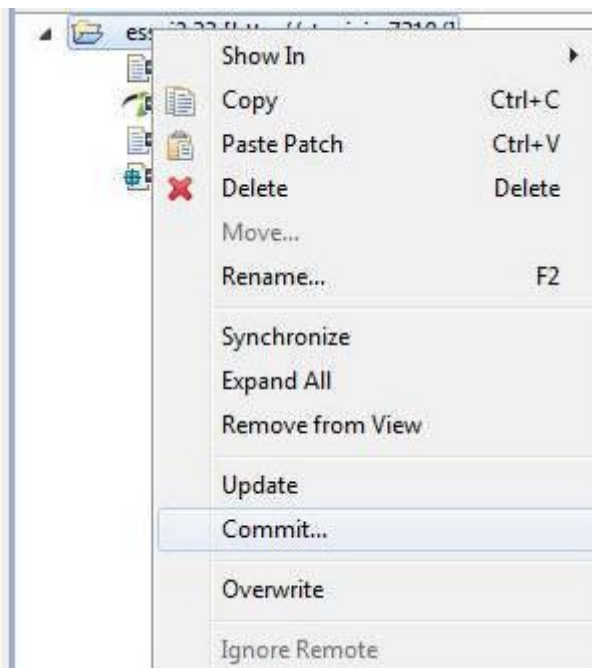 Show In
Copy Ctrl+C
Paste Patch Ctrl+V
Delete Delete
Move...
Rename... F2
Synchronize
Expand All
Remove from View
Update
Commit...
Overwrite
Ignore Remote